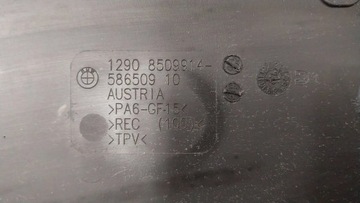 1290 8509914-
586509 10
AUSTRIA
>PA6-GF15<
>REC
>TPV<